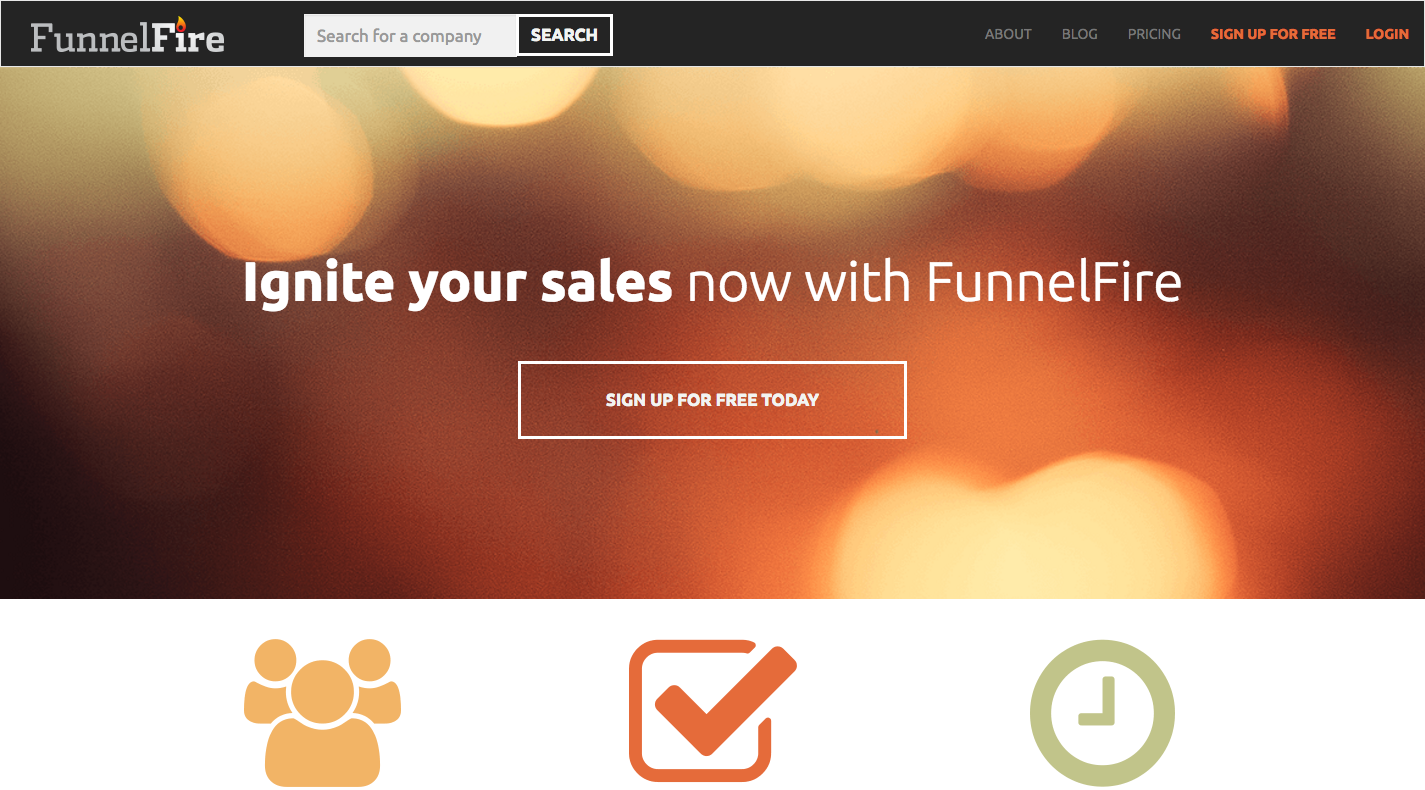 FunnelFire
Search for a company
SEARCH
ABOUT
BLOG
PRICING
SIGN UP FOR FREE
LOGIN
Ignite your sales now with FunnelFire
SIGN UP FOR FREE TODAY